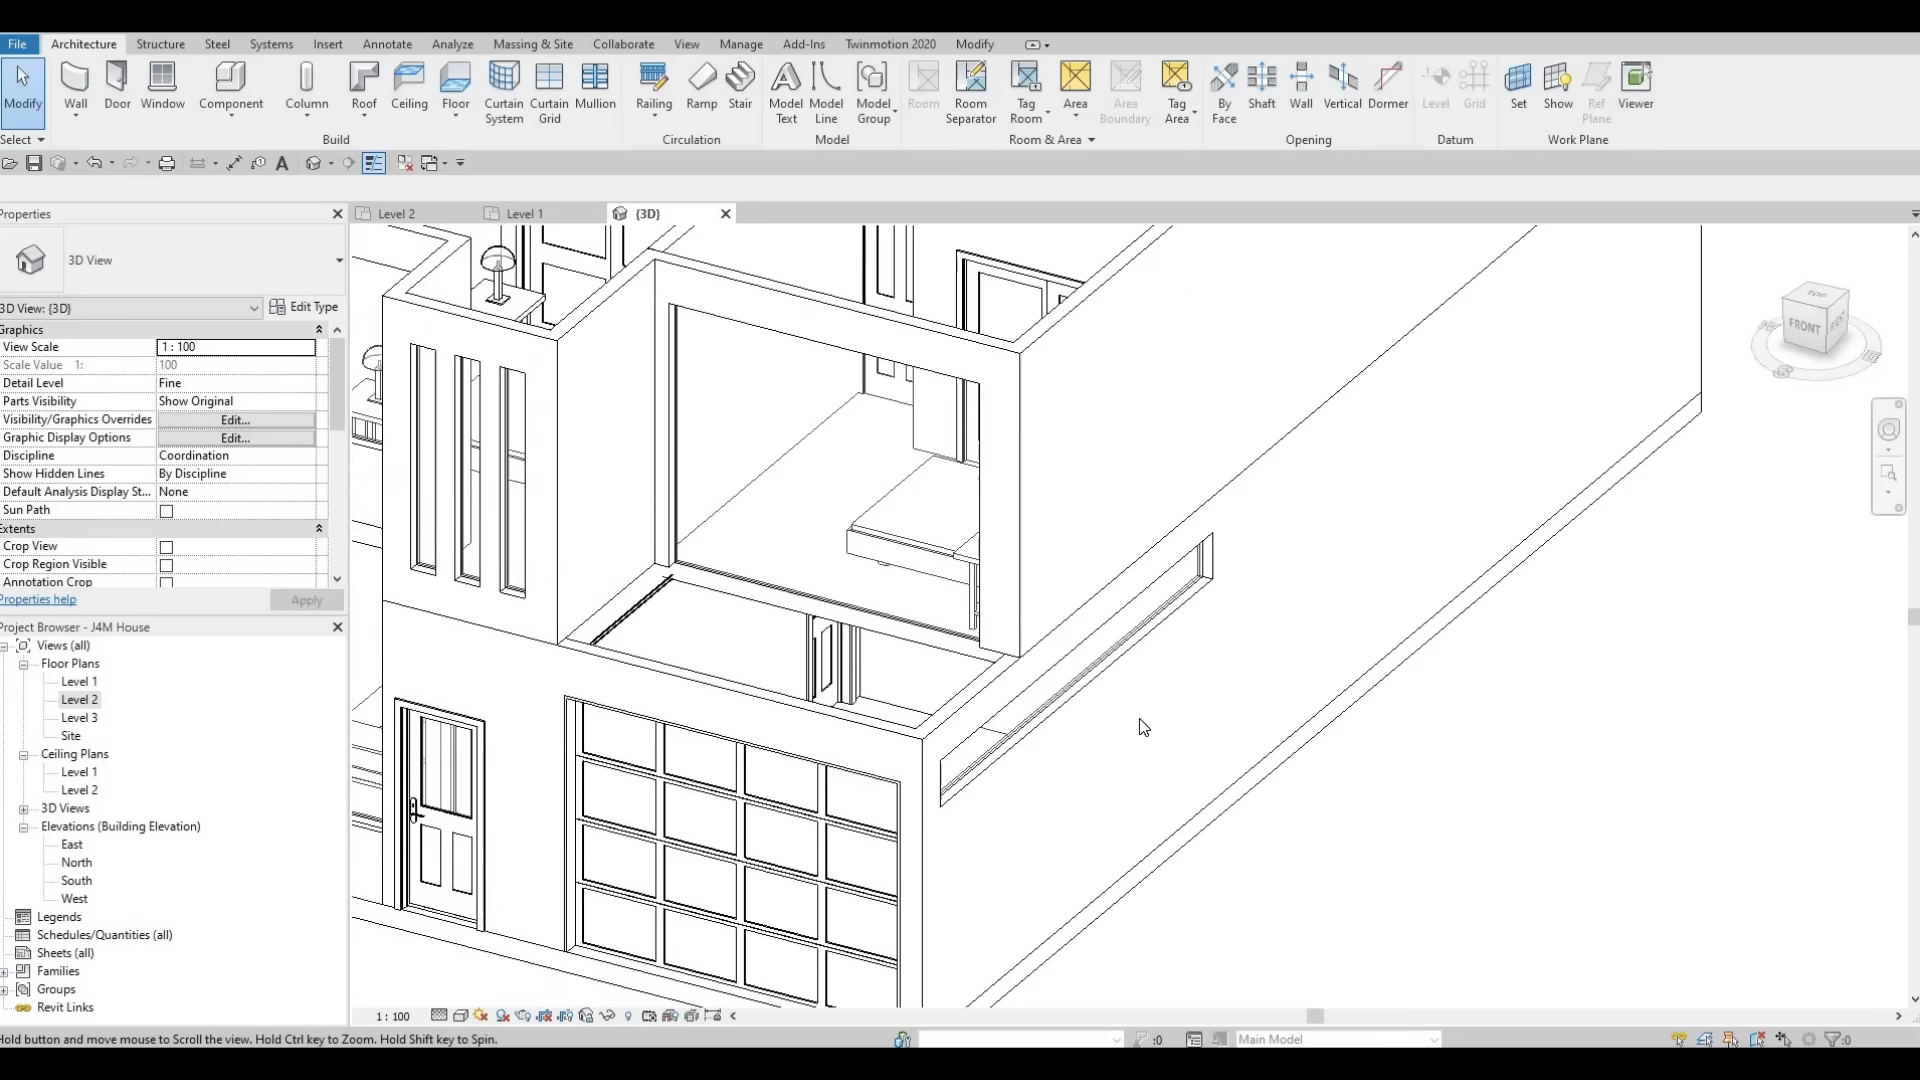 File Architecture Structure Steel Systems Insert Annotate Analyze Massing & Site Collaborate View Manage Add-Ins Twinmotion 2020 Modify
Modify Wall Door Window Component Column Roof Ceiling Floor Curtain System Curtain Grid Mullion Railing Ramp Stair Model Text Model Line Model Group Room Room Separator Tag Room Area Area Boundary Tag Area By Face Shaft Wall Vertical Dormer Level Grid Set Show Ref Plane Viewer
Select Build Circulation Model Room & Area Opening Datum Work Plane
Properties
Level 2 Level 1 {3D}
3D View
3D View: {3D} Edit Type
Graphics
View Scale 1 : 100
Scale Value 1: 100
Detail Level Fine
Parts Visibility Show Original
Visibility/Graphics Overrides Edit...
Graphic Display Options Edit...
Discipline Coordination
Show Hidden Lines By Discipline
Default Analysis Display St... None
Sun Path
Extents
Crop View
Crop Region Visible
Annotation Crop
Properties help Apply
Project Browser - J4M House
Views (all)
Floor Plans
Level 1
Level 2
Level 3
Site
Ceiling Plans
Level 1
Level 2
3D Views
Elevations (Building Elevation)
East
North
South
West
Legends
Schedules/Quantities (all)
Sheets (all)
Families
Groups
Revit Links
TOP
FRONT
1 : 100
Hold button and move mouse to Scroll the view. Hold Ctrl key to Zoom. Hold Shift key to Spin. :0 Main Model :0